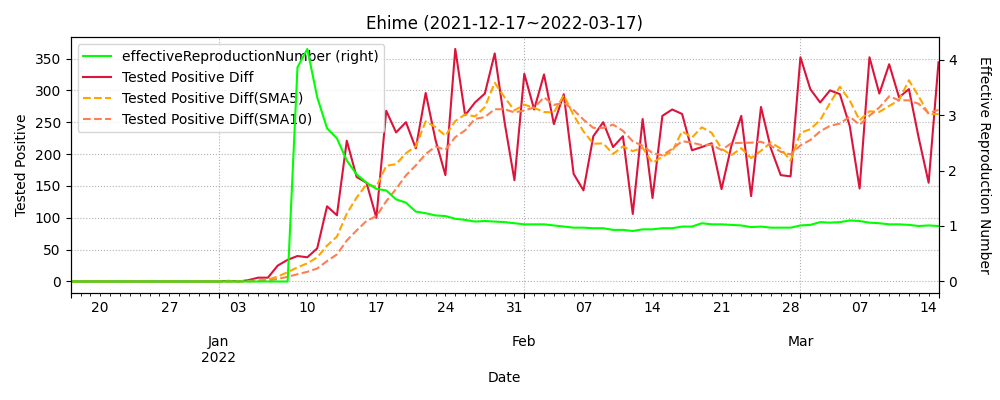 Ehime (2021-12-17~2022-03-17)
effectiveReproductionNumber (right)
Tested Positive Diff
Tested Positive Diff(SMA5)
Tested Positive Diff(SMA10)
Tested Positive
350
300
250
200
150
100
50
0
4
3
2
1
0
Effective Reproduction Number
20 27 03 10 17 24 31 07 14 21 28 07 14
Jan Feb Mar
2022
Date